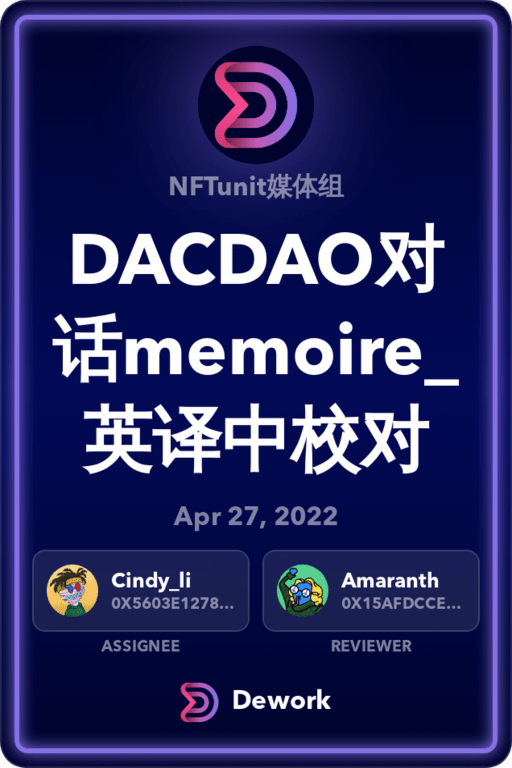 NFTunit媒体组
DACDAO对
话memoire_
英译中校对
Apr 27, 2022
Cindy_li
0X5603E1278...
Amaranth
0X15AFDCCE...
ASSIGNEE
REVIEWER
Dework